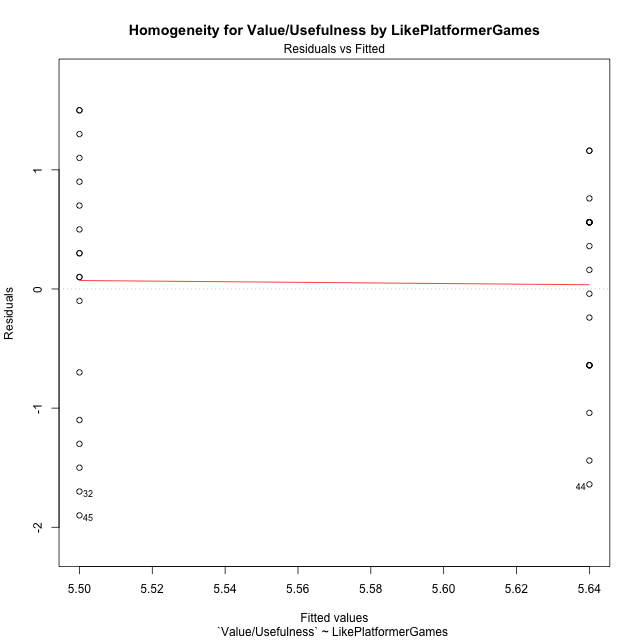 Homogeneity for Value/Usefulness by LikePlatformerGames
Residuals vs Fitted
Residuals
1
0
-1
-2
32
45
44
5.50 5.52 5.54 5.56 5.58 5.60 5.62 5.64
Fitted values
`Value/Usefulness` ~ LikePlatformerGames